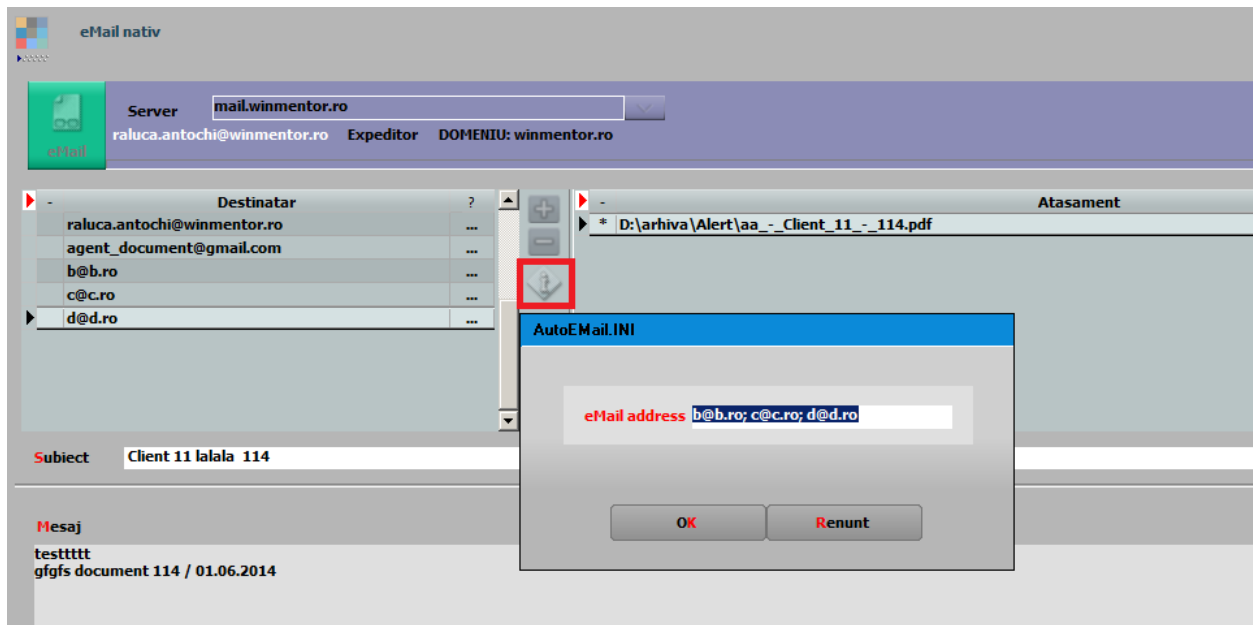 eMail nativ
Server mail.winmentor.ro
raluca.antochi@winmentor.ro Expeditor DOMENIU: winmentor.ro
eMail
- Destinatar ?
raluca.antochi@winmentor.ro ...
agent_document@gmail.com ...
b@b.ro ...
c@c.ro ...
d@d.ro ...
- Atasament
* D:\arhiva\Alert\aa_-_Client_11_-_114.pdf
AutoEMail.INI
eMail address b@b.ro; c@c.ro; d@d.ro
OK Renunt
Subiect Client 11 lalala 114
Mesaj
testtttt
gfgfs document 114 / 01.06.2014